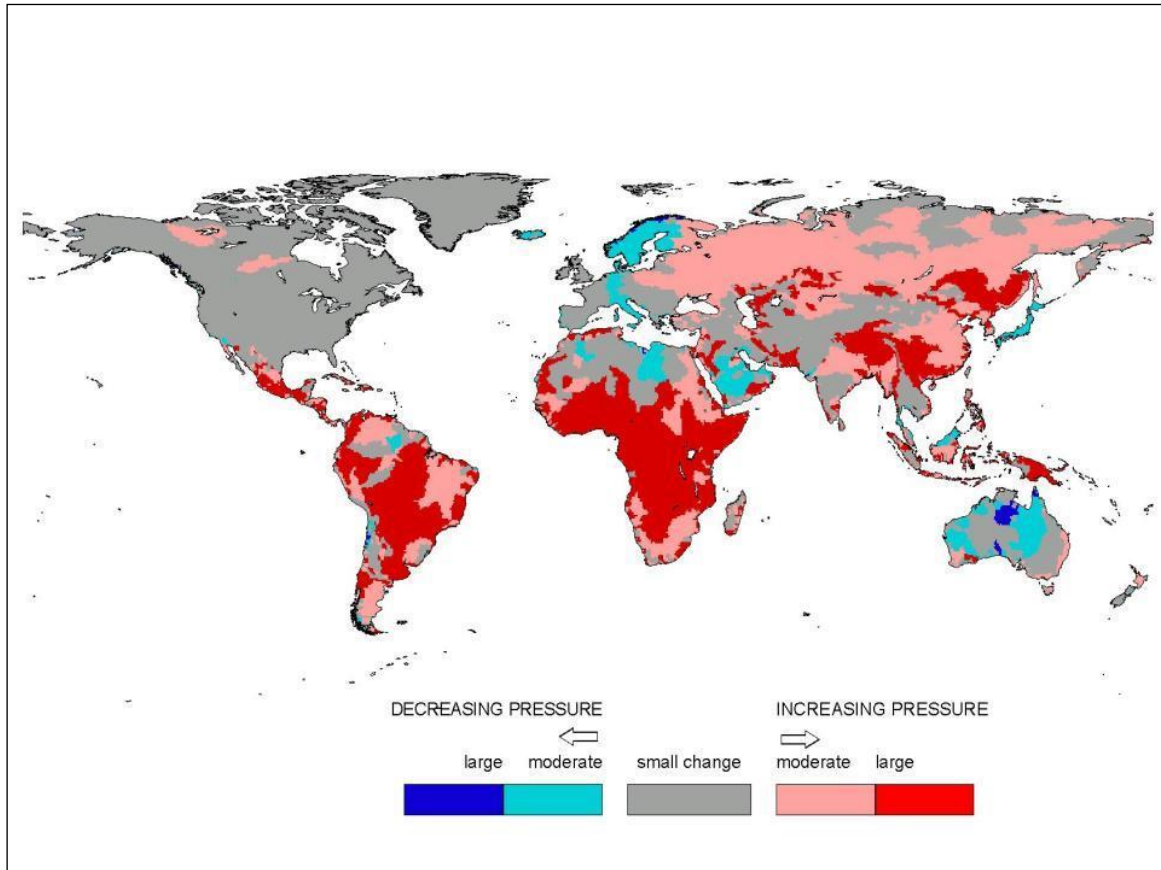 DECREASING PRESSURE
INCREASING PRESSURE
large moderate small change moderate large